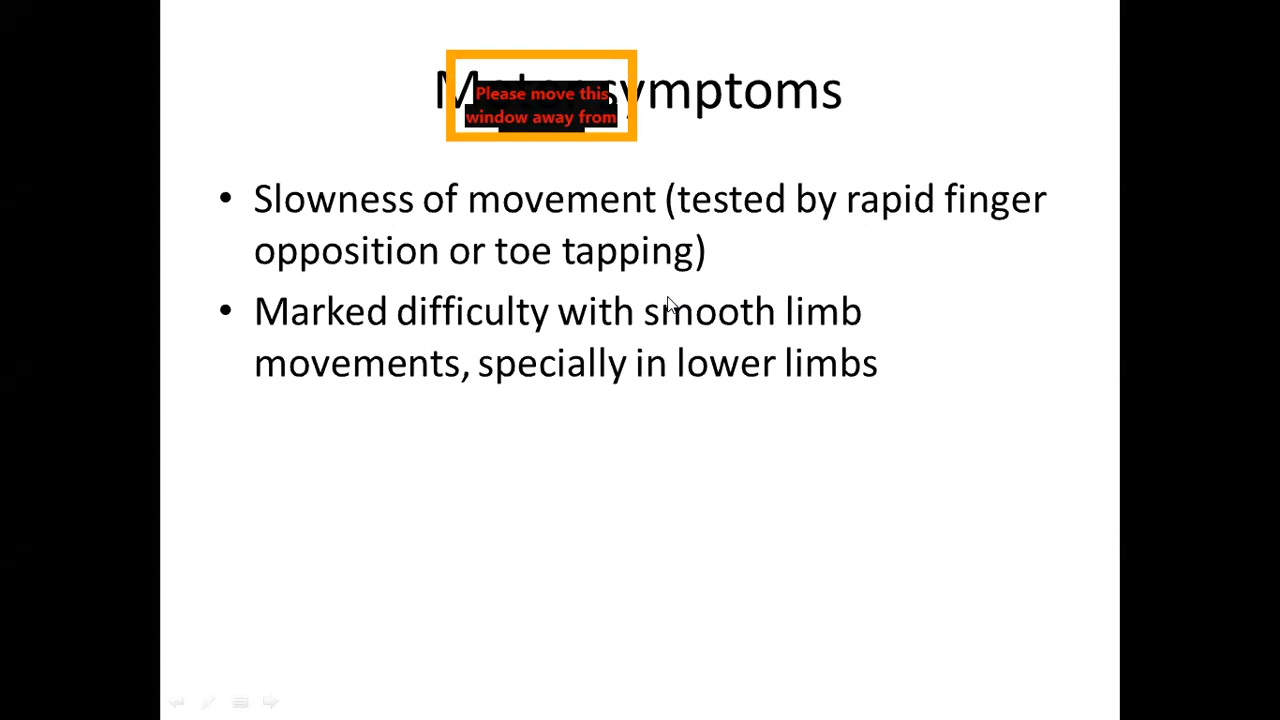 symptoms
Please move this
window away from
• Slowness of movement (tested by rapid finger
opposition or toe tapping)
• Marked difficulty with smooth limb
movements, specially in lower limbs